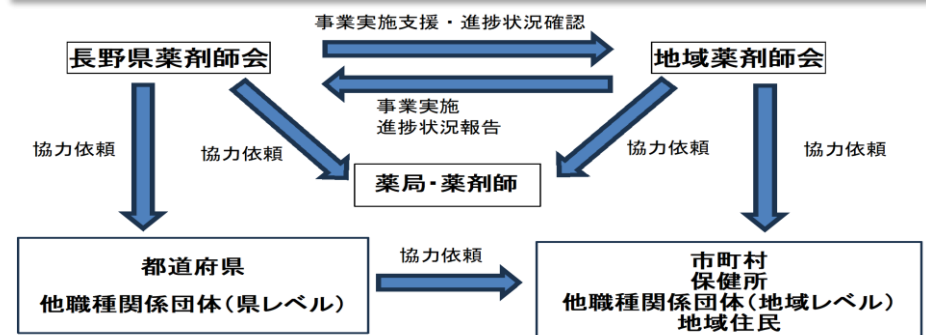 事業実施支援・進捗状況確認
長野県薬剤師会
地域薬剤師会
事業実施
進捗状況報告
協力依頼
協力依頼
協力依頼
協力依頼
薬局・薬剤師
都道府県
他職種関係団体(県レベル)
協力依頼
市町村
保健所
他職種関係団体(地域レベル)
地域住民